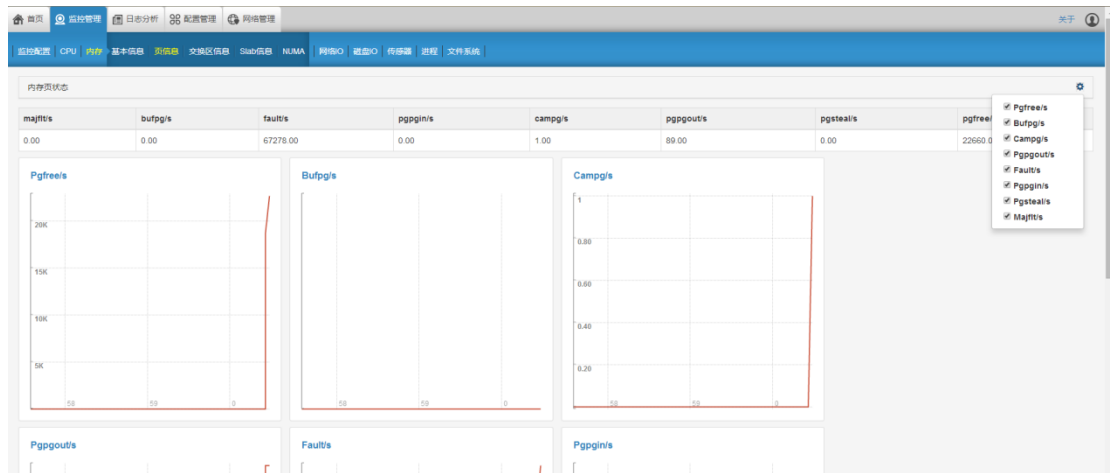 首页 监控管理 日志分析 配置管理 网络管理 关于
监控配置 CPU 内存 基本信息 页信息 交换区信息 Slab信息 NUMA 网络IO 磁盘IO 传感器 进程 文件系统
内存页状态
majflt/s bufpg/s fault/s pgpgin/s campg/s pgpgout/s pgsteal/s pgfree/
0.00 0.00 67278.00 0.00 1.00 89.00 0.00 22660.0
Pgfree/s
Bufpg/s
Campg/s
Pgpgout/s
Fault/s
Pgpgin/s
Pgsteal/s
Majflt/s
Pgfree/s
20K
15K
10K
5K
:58 :59 :0
Bufpg/s
:58 :59 :0
Campg/s
1
0.80
0.60
0.40
0.20
:58 :59 :0
Pgpgout/s
Fault/s
Pgpgin/s